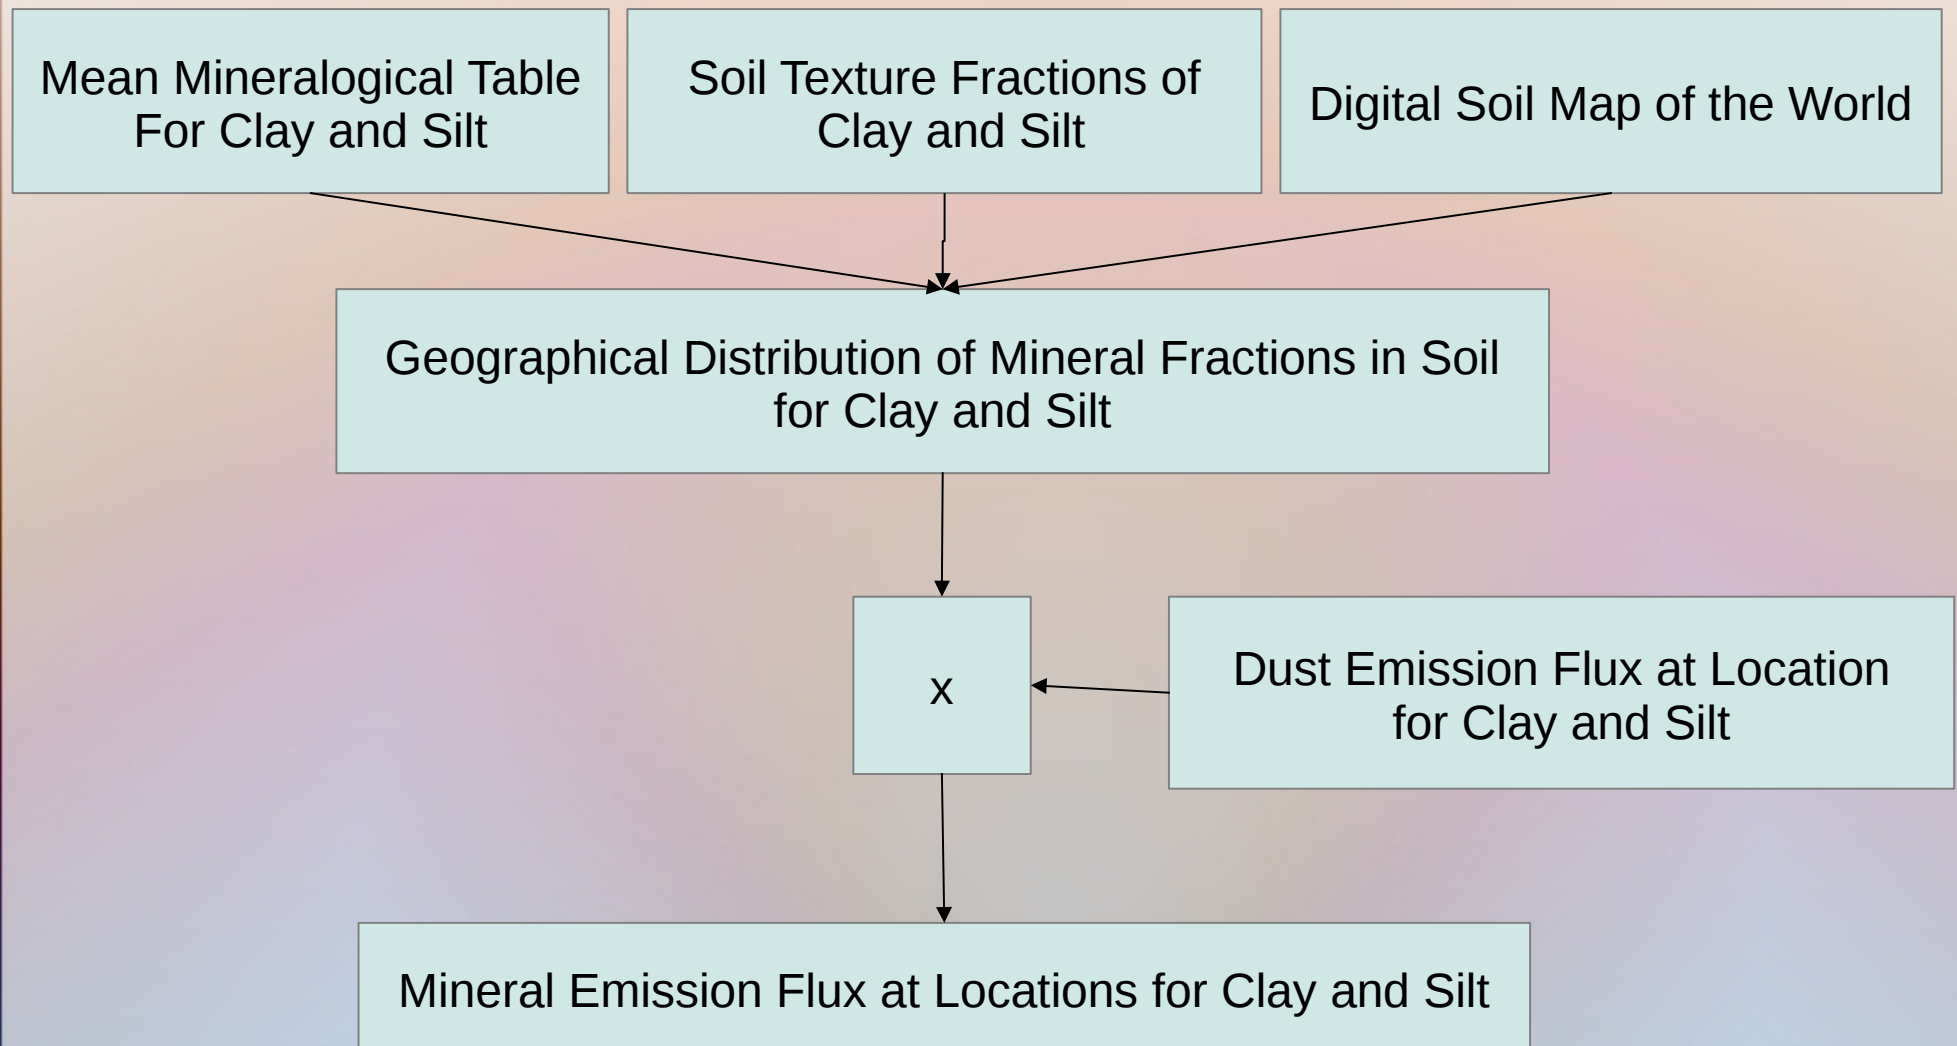 Mean Mineralogical Table
For Clay and Silt
Soil Texture Fractions of
Clay and Silt
Digital Soil Map of the World
Geographical Distribution of Mineral Fractions in Soil
for Clay and Silt
x
Dust Emission Flux at Location
for Clay and Silt
Mineral Emission Flux at Locations for Clay and Silt